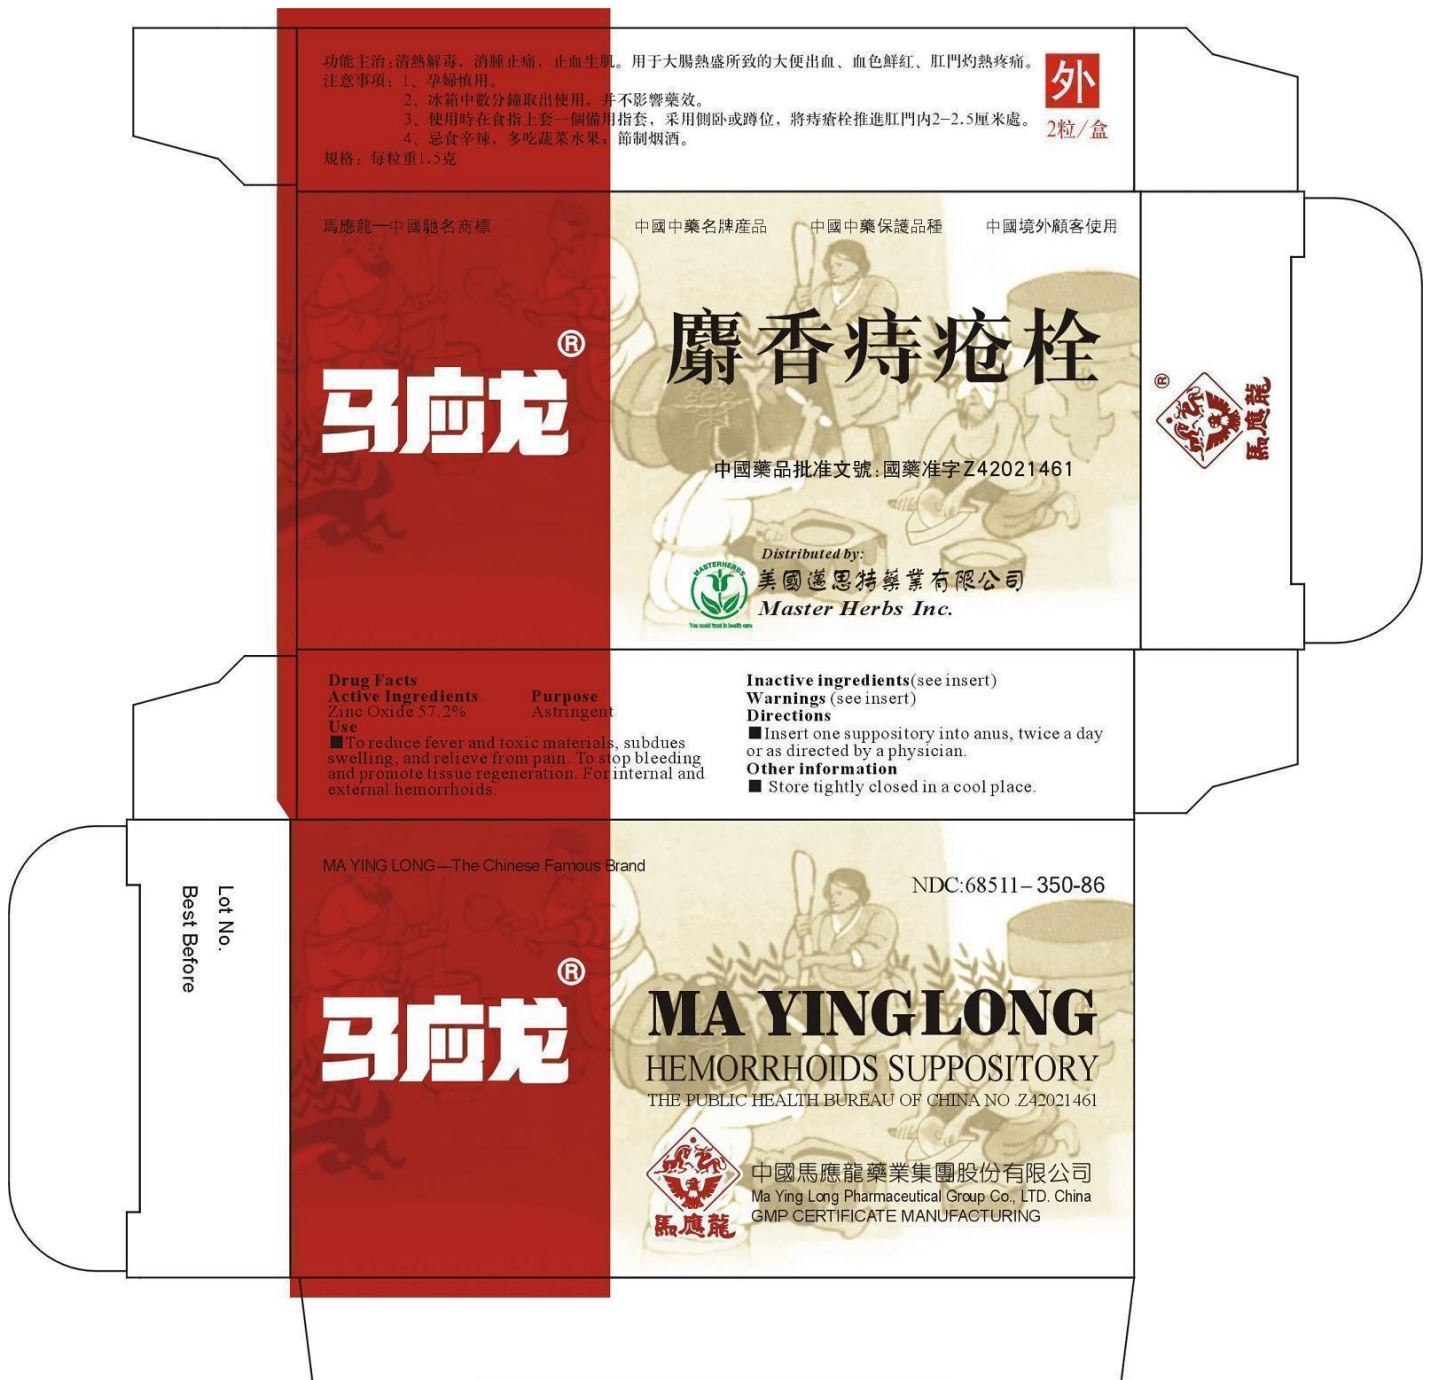 功能主治:清熱解毒，消腫止痛，止血生肌。用于大腸熱盛所致的大便出血、血色鮮紅、肛門灼熱疼痛。
注意事項：1、孕婦慎用。
2、冰箱中數分鐘取出使用，并不影響藥效。
3、使用時在食指上套一個備用指套，采用側卧或蹲位，將痔瘡栓推進肛門内2-2.5厘米處。
4、忌食辛辣，多吃蔬菜水果；節制烟酒。
規格：每粒重1.5克
外
2粒/盒
馬應龍—中國馳名商標
中國中藥名牌産品
中國中藥保護品種
中國境外顧客使用
马应龙®
麝香痔疮栓
中國藥品批准文號:國藥准字Z42021461
Distributed by:
MASTERHERBS
美國邁思特藥業有限公司
Master Herbs Inc.
You could trust in health care
®
馬應龍
Drug Facts
Active Ingredients Purpose
Zinc Oxide 57.2% Astringent
Use
■To reduce fever and toxic materials, subdues
swelling, and relieve from pain. To stop bleeding
and promote tissue regeneration. For internal and
external hemorrhoids.
Inactive ingredients(see insert)
Warnings (see insert)
Directions
■Insert one suppository into anus, twice a day
or as directed by a physician.
Other information
■ Store tightly closed in a cool place.
Lot No.
Best Before
MA YING LONG—The Chinese Famous Brand
NDC:68511-350-86
马应龙®
MA YINGLONG
HEMORRHOIDS SUPPOSITORY
THE PUBLIC HEALTH BUREAU OF CHINA NO .Z42021461
馬應龍
中國馬應龍藥業集團股份有限公司
Ma Ying Long Pharmaceutical Group Co., LTD. China
GMP CERTIFICATE MANUFACTURING